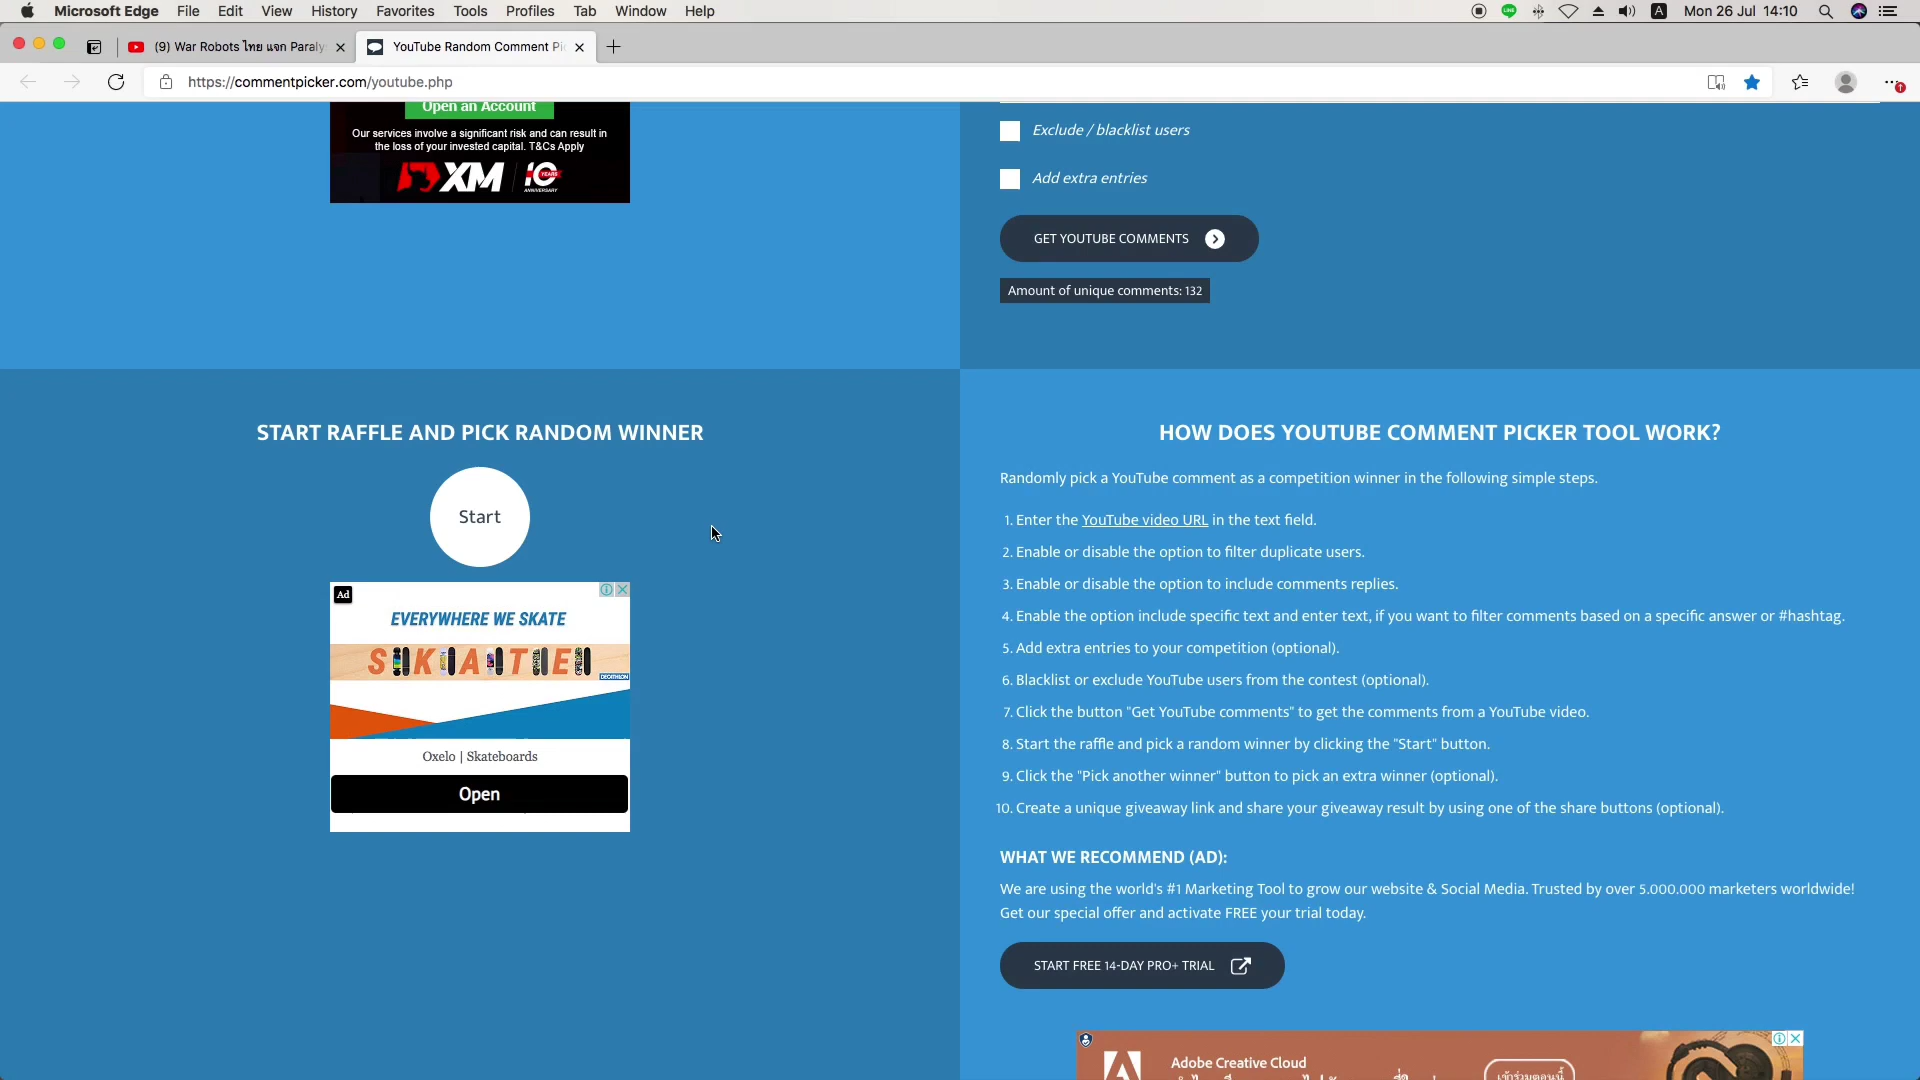 Microsoft Edge File Edit View History Favorites Tools Profiles Tab Window Help
A Mon 26 Jul 14:10
(9) War Robots ไทย แจก Paraly
YouTube Random Comment Pi
https://commentpicker.com/youtube.php
Open an Account
Our services involve a significant risk and can result in
the loss of your invested capital. T&Cs Apply
XM 10 YEARS
ANNIVERSARY
Exclude / blacklist users
Add extra entries
GET YOUTUBE COMMENTS
Amount of unique comments: 132
START RAFFLE AND PICK RANDOM WINNER
Start
Ad
EVERYWHERE WE SKATE
SKATE
DECATHLON
Oxelo | Skateboards
Open
HOW DOES YOUTUBE COMMENT PICKER TOOL WORK?
Randomly pick a YouTube comment as a competition winner in the following simple steps.
1. Enter the YouTube video URL in the text field.
2. Enable or disable the option to filter duplicate users.
3. Enable or disable the option to include comments replies.
4. Enable the option include specific text and enter text, if you want to filter comments based on a specific answer or #hashtag.
5. Add extra entries to your competition (optional).
6. Blacklist or exclude YouTube users from the contest (optional).
7. Click the button "Get YouTube comments" to get the comments from a YouTube video.
8. Start the raffle and pick a random winner by clicking the "Start" button.
9. Click the "Pick another winner" button to pick an extra winner (optional).
10. Create a unique giveaway link and share your giveaway result by using one of the share buttons (optional).
WHAT WE RECOMMEND (AD):
We are using the world's #1 Marketing Tool to grow our website & Social Media. Trusted by over 5.000.000 marketers worldwide!
Get our special offer and activate FREE your trial today.
START FREE 14-DAY PRO+ TRIAL
Adobe Creative Cloud